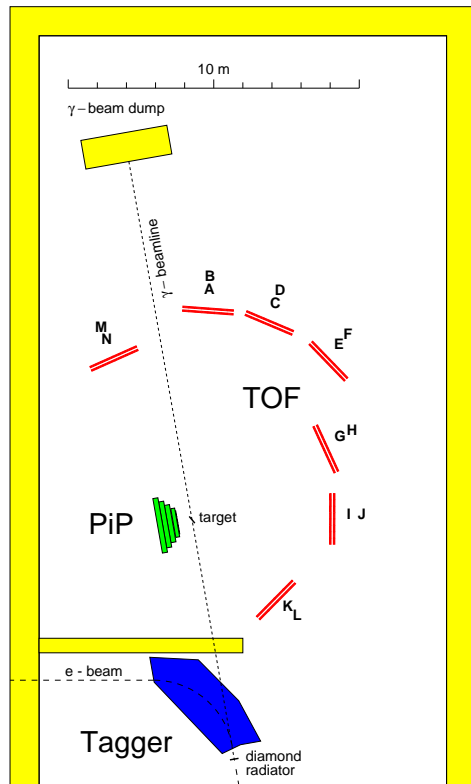 10 m
γ – beam dump
γ – beamline
B
A
D
C
M
N
F
E
TOF
G H
PiP
target
I J
K
L
e - beam
Tagger
diamond
radiator